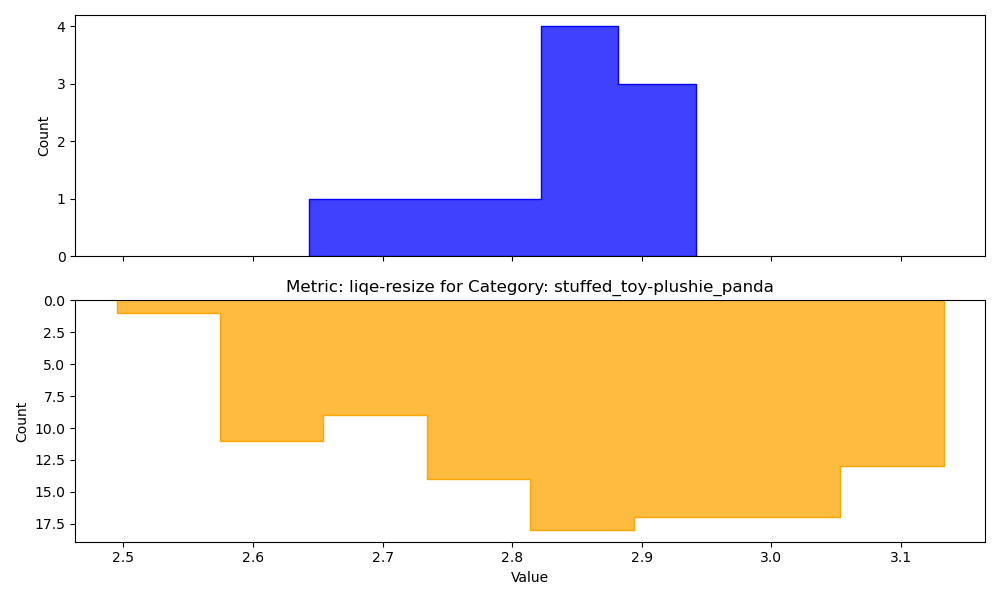 4
3
2
1
0
Count
Metric: liqe-resize for Category: stuffed_toy-plushie_panda
0.0
2.5
5.0
7.5
10.0
12.5
15.0
17.5
Count
2.5 2.6 2.7 2.8 2.9 3.0 3.1
Value